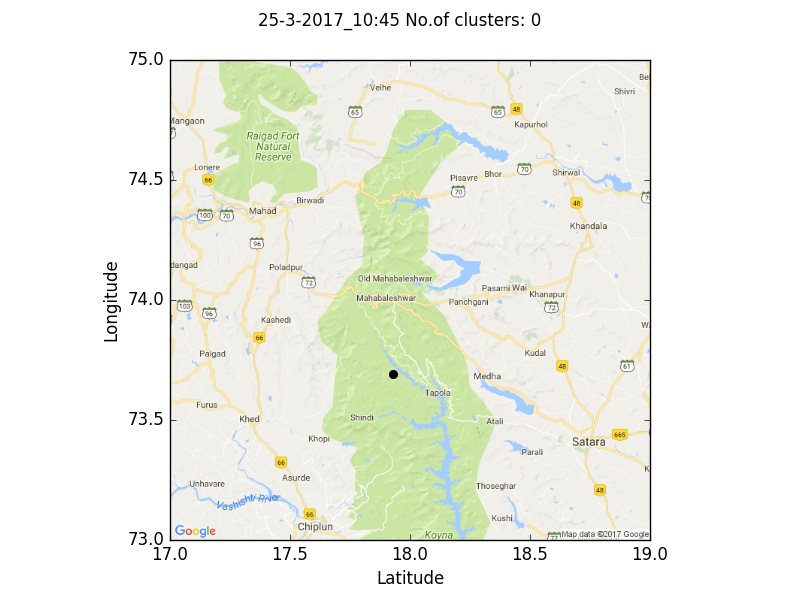 25-3-2017_10:45 No.of clusters: 0
75.0
74.5
74.0
73.5
73.0
17.0
17.5
18.0
18.5
19.0
Longitude
Latitude
Velhe
65
65
48
Shivri
Kapurhol
Mangaon
Raigad Fort
Natural
Reserve
Lonere
66
Pisavre
Bhor
70
Shirwal
70
48
Birwadi
100
70
Mahad
Khandala
96
Poladpur
72
Old Mahabaleshwar
Mahabaleshwar
Panchgani
Pasarni
Wai
Khanapur
72
103
96
Kashedi
66
Palgad
Kudal
48
61
Medha
Tapola
Furus
Khed
Shindi
Atali
Khopi
Satara
665
Parali
66
Asurde
Unhavare
Vashishti River
Thoseghar
48
66
Chiplun
Kushi
Koyna
Google
Map data ©2017 Google